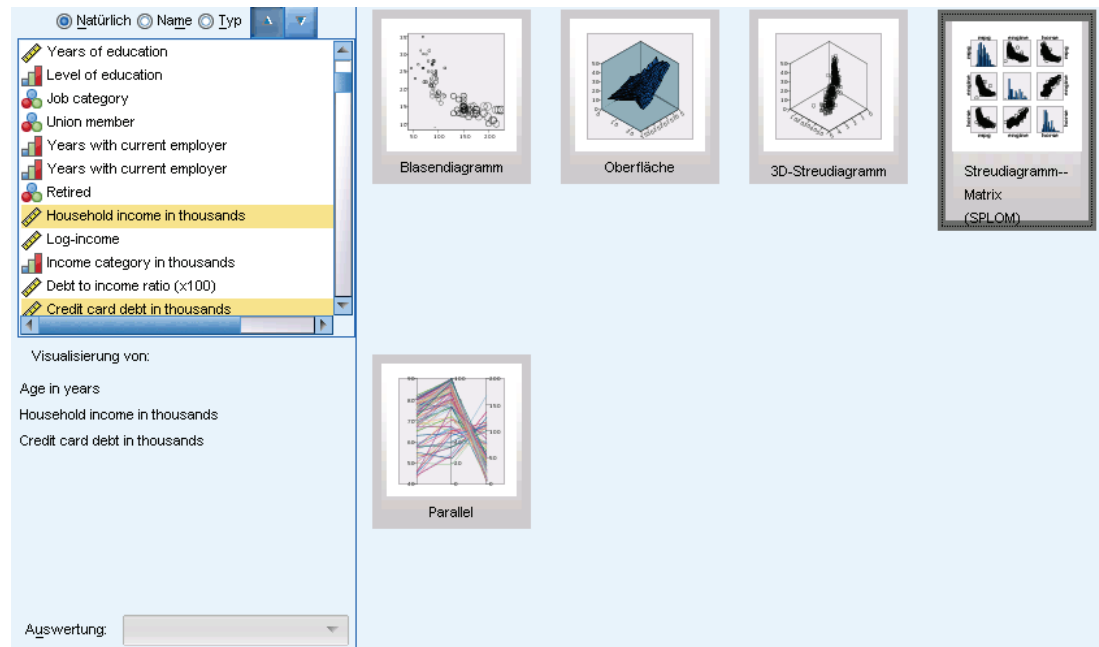 Natürlich Name Typ
Years of education
Level of education
Job category
Union member
Years with current employer
Years with current employer
Retired
Household income in thousands
Log-income
Income category in thousands
Debt to income ratio (x100)
Credit card debt in thousands
Visualisierung von:
Age in years
Household income in thousands
Credit card debt in thousands
Auswertung:
Blasendiagramm
Oberfläche
3D-Streudiagramm
mpg engine horse
Streudiagramm--
Matrix
(SPLOM)
Parallel